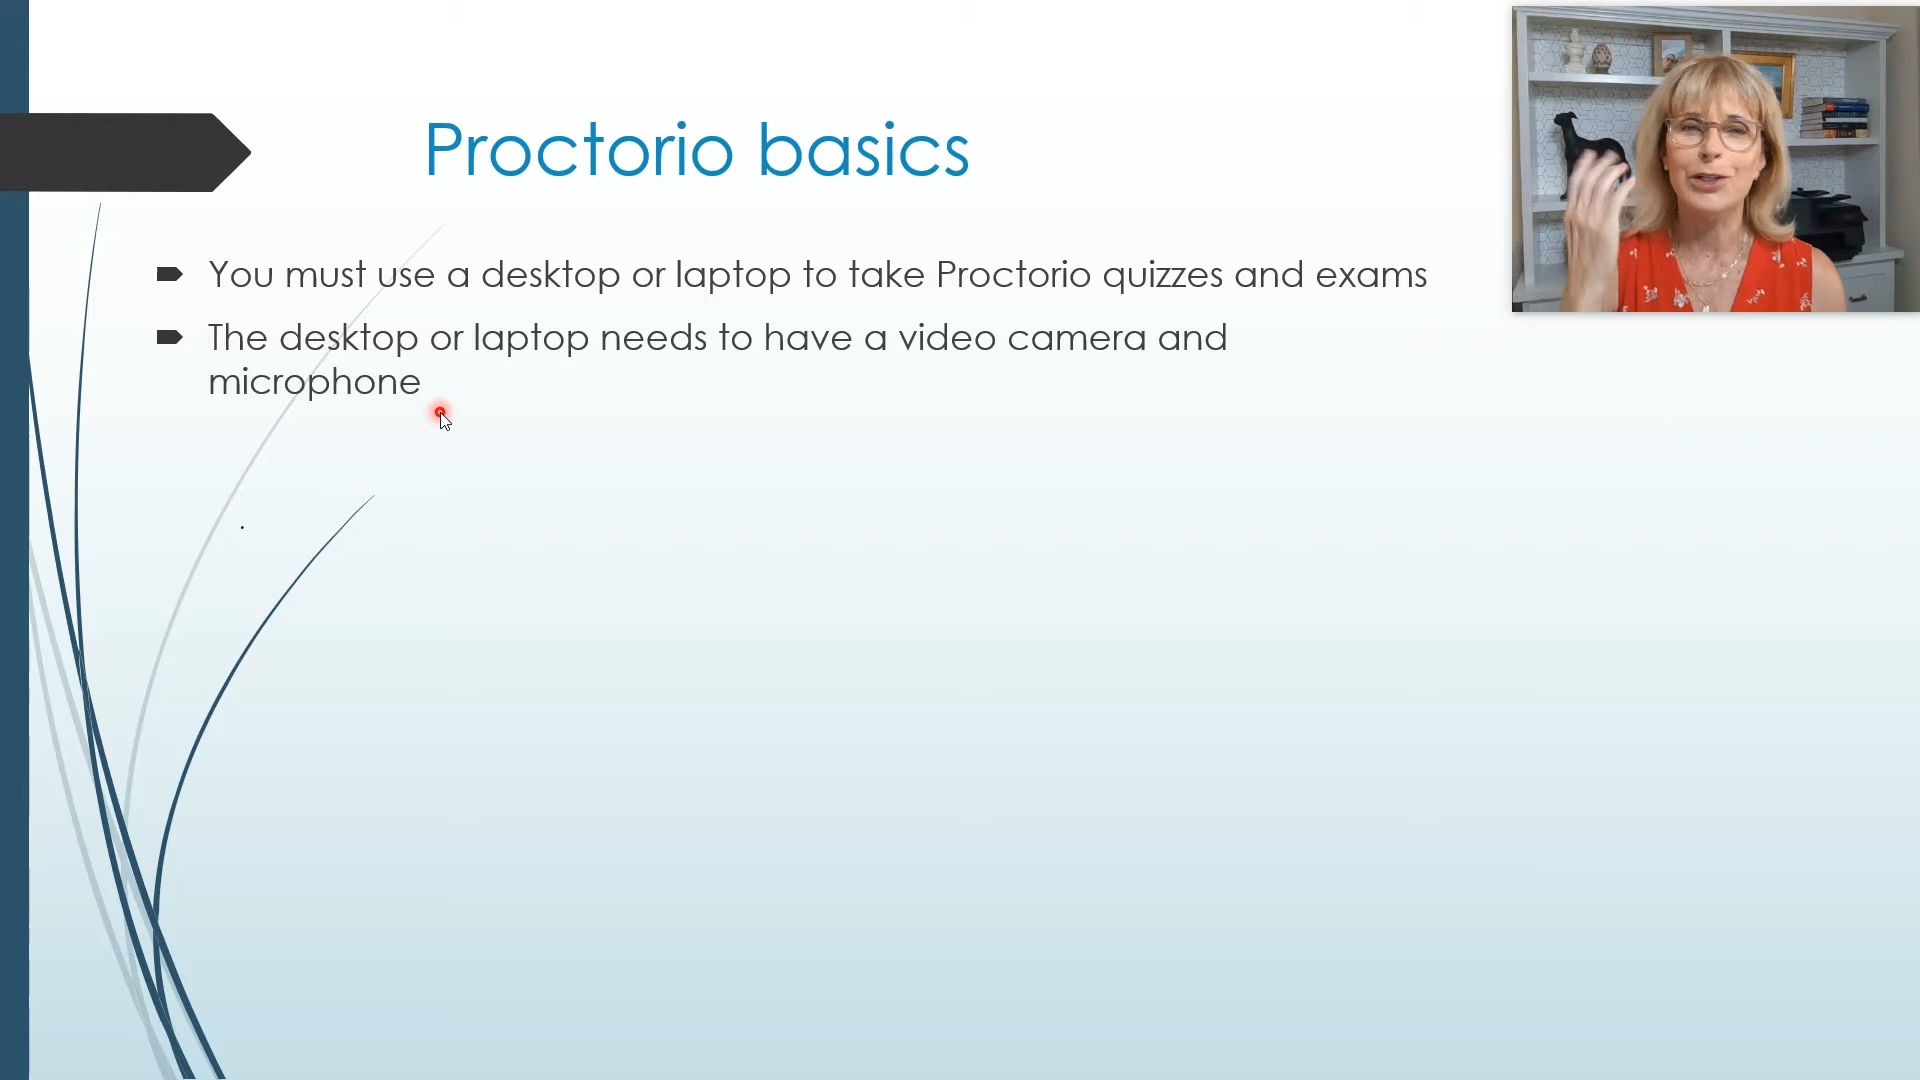 Proctorio basics
You must use a desktop or laptop to take Proctorio quizzes and exams
The desktop or laptop needs to have a video camera and
microphone